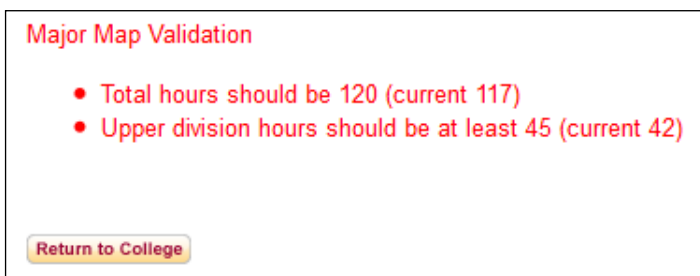 Major Map Validation
Total hours should be 120 (current 117)
Upper division hours should be at least 45 (current 42)
Return to College